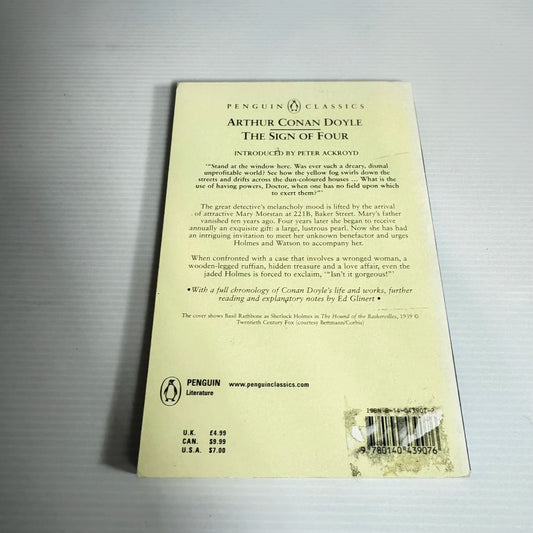 PENGUIN CLASSICS
ARTHUR CONAN DOYLE
THE SIGN OF FOUR
INTRODUCED BY PETER ACKROYD
'"Stand at the window here. Was ever such a dreary, dismal
unprofitable world? See how the yellow fog swirls down the
streets and drifts across the dun-coloured houses ... What is the
use of having powers, Doctor, when one has no field upon which
to exert them?"'
The great detective's melancholy mood is lifted by the arrival
of attractive Mary Morstan at 221B, Baker Street. Mary's father
vanished ten years ago. Four years later she began to receive
annually an exquisite gift: a large, lustrous pearl. Now she has had
an intriguing invitation to meet her unknown benefactor and urges
Holmes and Watson to accompany her.
When confronted with a case that involves a wronged woman, a
wooden-legged ruffian, hidden treasure and a love affair, even the
jaded Holmes is forced to exclaim, '"Isn't it gorgeous!"'
• With a full chronology of Conan Doyle's life and works, further
reading and explanatory notes by Ed Glinert •
The cover shows Basil Rathbone as Sherlock Holmes in The Hound of the Baskervilles, 1939 ©
Twentieth Century Fox (courtesy Bettmann/Corbis)
PENGUIN
Literature
www.penguinclassics.com
U.K. £4.99
CAN. $9.99
U.S.A. $7.00
ISBN 0-14-043907-7
9 780140 439076